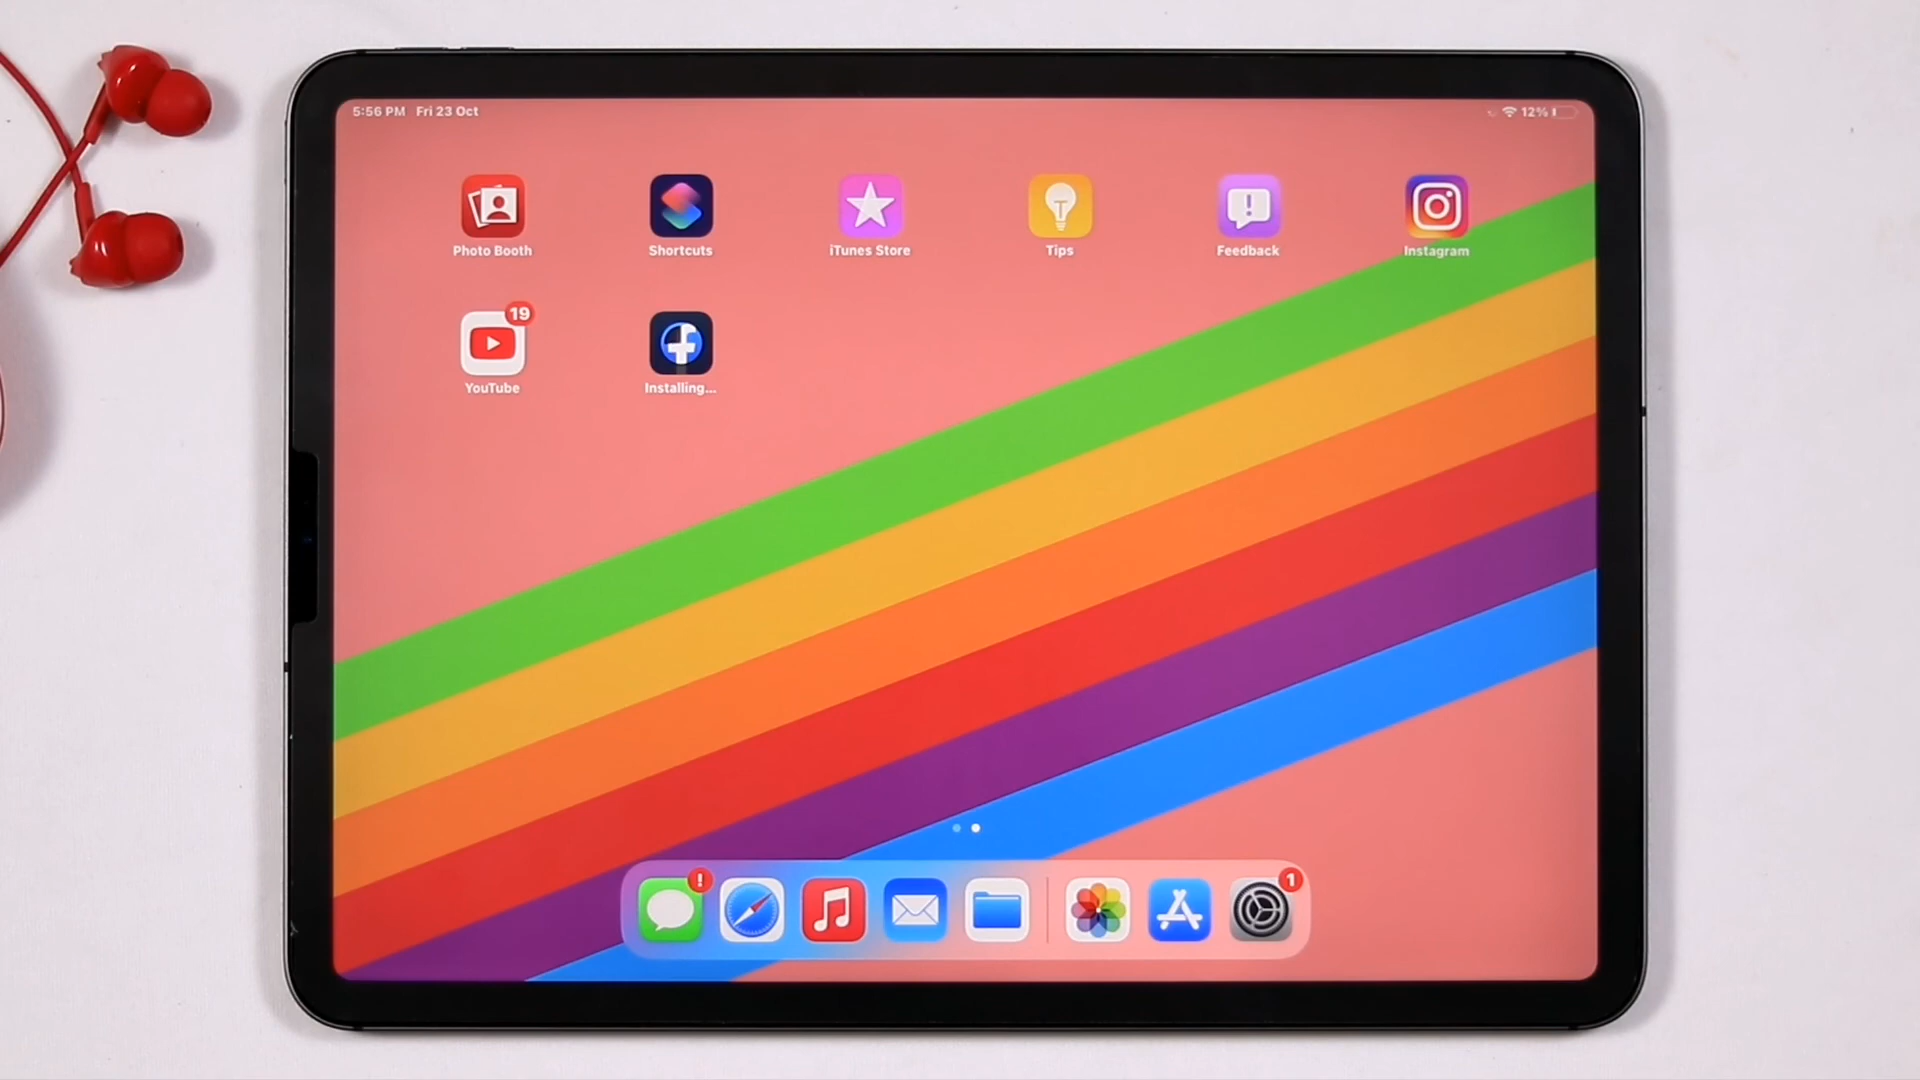 5:56 PM Fri 23 Oct
12%
Photo Booth
Shortcuts
iTunes Store
Tips
Feedback
Instagram
19
YouTube
Installing...
!
1